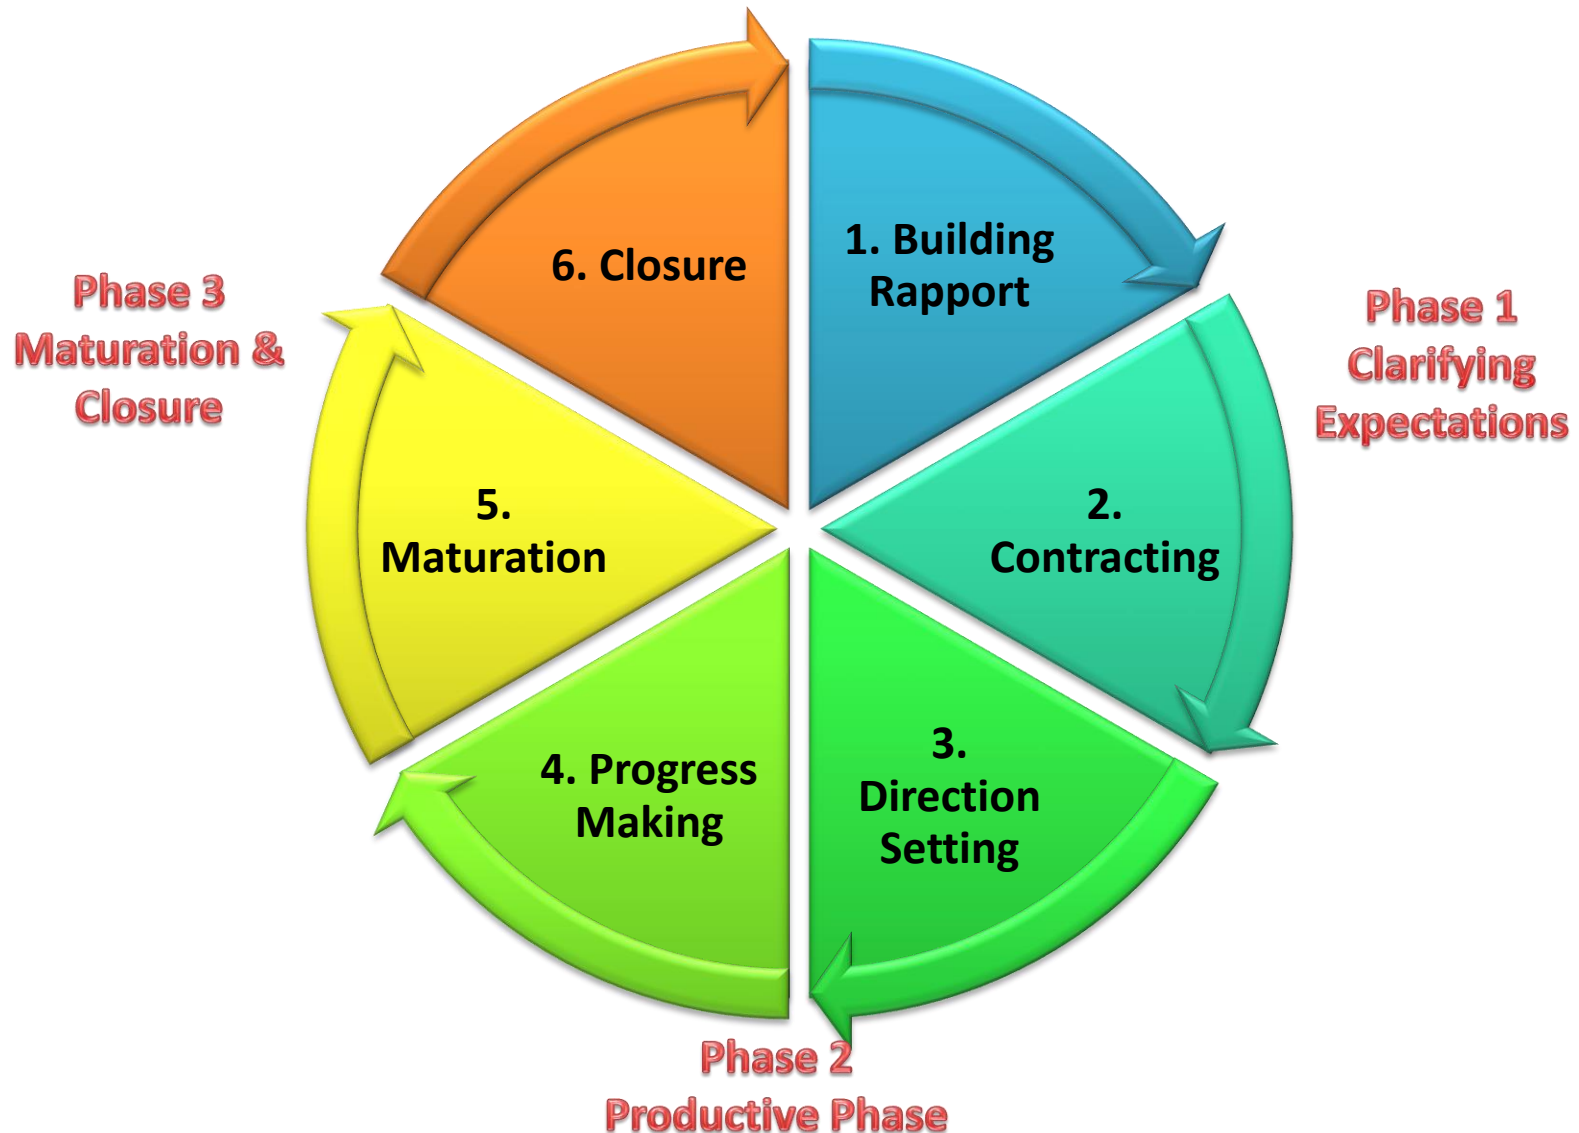 1. Building
Rapport
Phase 1
Clarifying
Expectations
2.
Contracting
3.
Direction
Setting
Phase 2
Productive Phase
4. Progress
Making
5.
Maturation
Phase 3
Maturation &
Closure
6. Closure